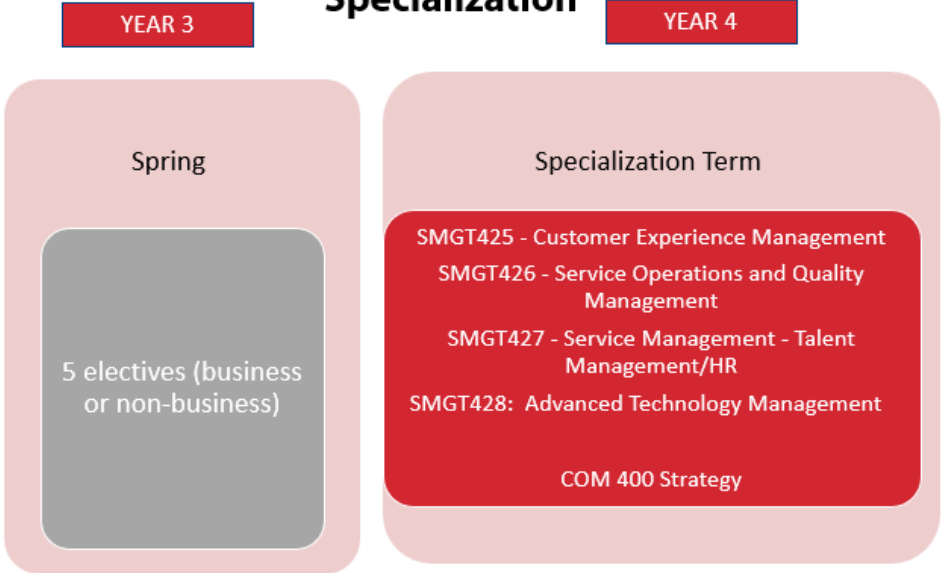 Specialization
YEAR 3
YEAR 4
Spring
5 electives (business
or non-business)
Specialization Term
SMGT425 - Customer Experience Management
SMGT426 - Service Operations and Quality
Management
SMGT427 - Service Management - Talent
Management/HR
SMGT428:  Advanced Technology Management
COM 400 Strategy